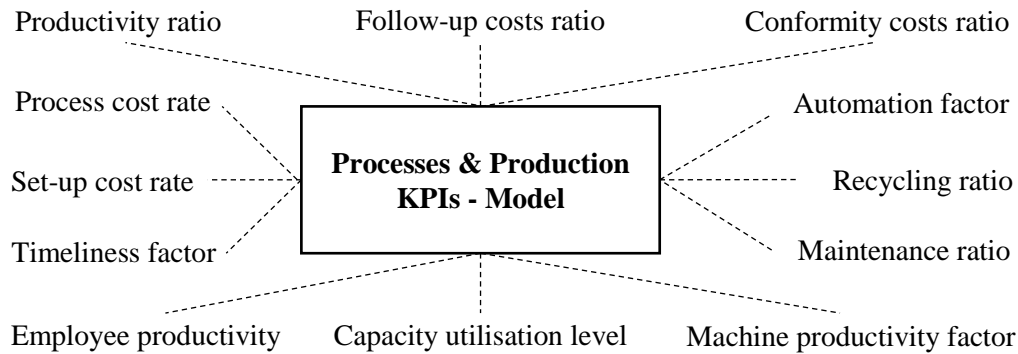 Productivity ratio
Follow-up costs ratio
Conformity costs ratio
Process cost rate
Automation factor
Processes & Production
KPIs - Model
Set-up cost rate
Recycling ratio
Timeliness factor
Maintenance ratio
Employee productivity
Capacity utilisation level
Machine productivity factor